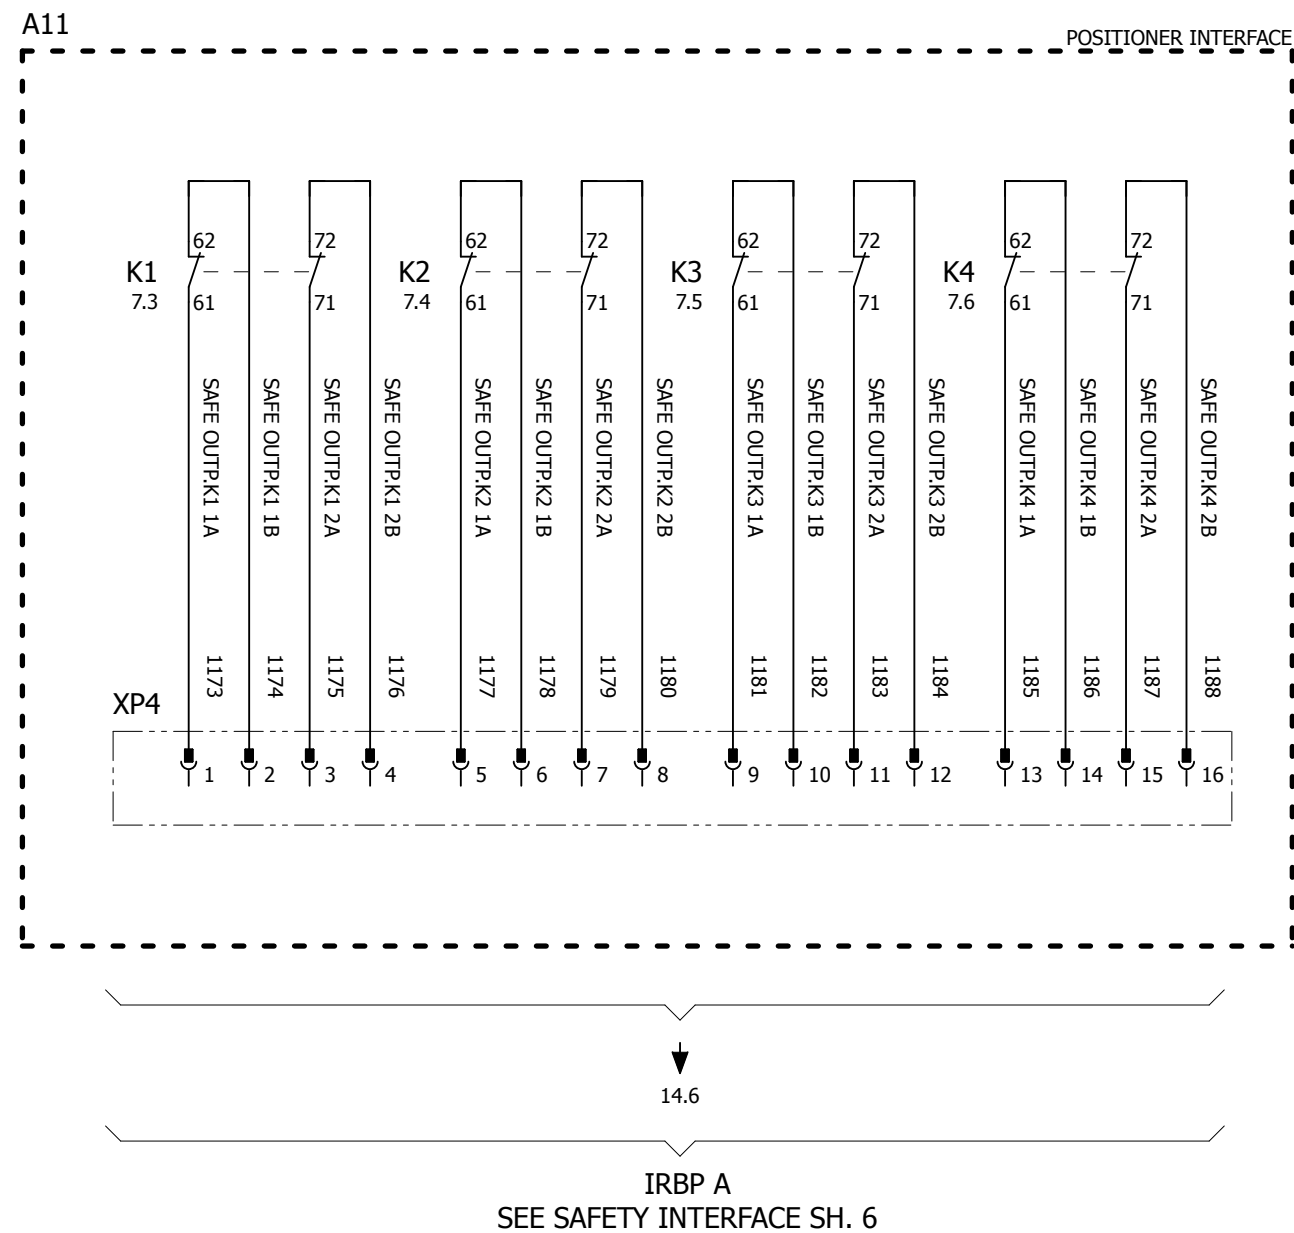 A11
POSITIONER INTERFACE
62 72 62 72 62 72 62 72
K1 K2 K3 K4
7.3 61 71 7.4 61 71 7.5 61 71 7.6 61 71
SAFE OUTP.K1 1A
SAFE OUTP.K1 1B
SAFE OUTP.K1 2A
SAFE OUTP.K1 2B
SAFE OUTP.K2 1A
SAFE OUTP.K2 1B
SAFE OUTP.K2 2A
SAFE OUTP.K2 2B
SAFE OUTP.K3 1A
SAFE OUTP.K3 1B
SAFE OUTP.K3 2A
SAFE OUTP.K3 2B
SAFE OUTP.K4 1A
SAFE OUTP.K4 1B
SAFE OUTP.K4 2A
SAFE OUTP.K4 2B
1173
1174
1175
1176
1177
1178
1179
1180
1181
1182
1183
1184
1185
1186
1187
1188
XP4
1 2 3 4 5 6 7 8 9 10 11 12 13 14 15 16
14.6
IRBP A
SEE SAFETY INTERFACE SH. 6